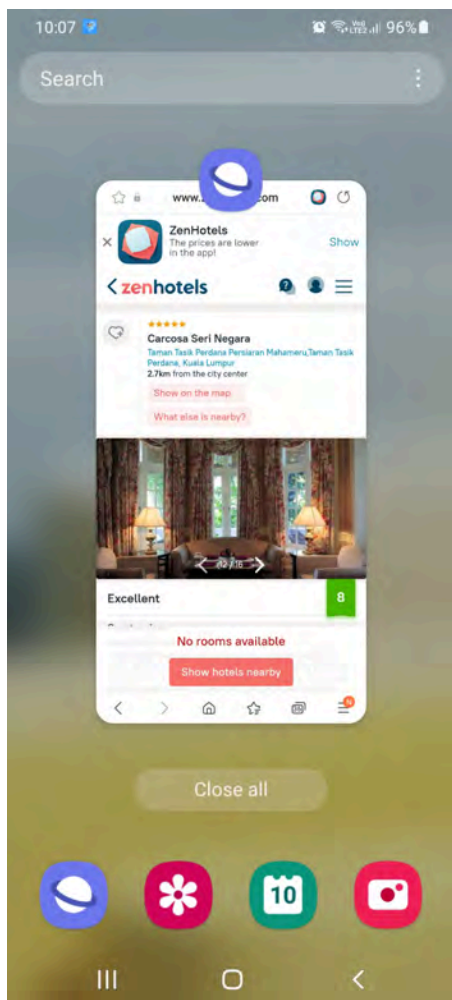 10:07
Vo)) LTE2 96%
Search
ZenHotels
The prices are lower
in the app!
Show
zenhotels
Carcosa Seri Negara
Taman Tasik Perdana Persiaran Mahameru,Taman Tasik
Perdana, Kuala Lumpur
2.7km from the city center
Show on the map
What else is nearby?
Excellent
8
No rooms available
Show hotels nearby
N
Close all
10